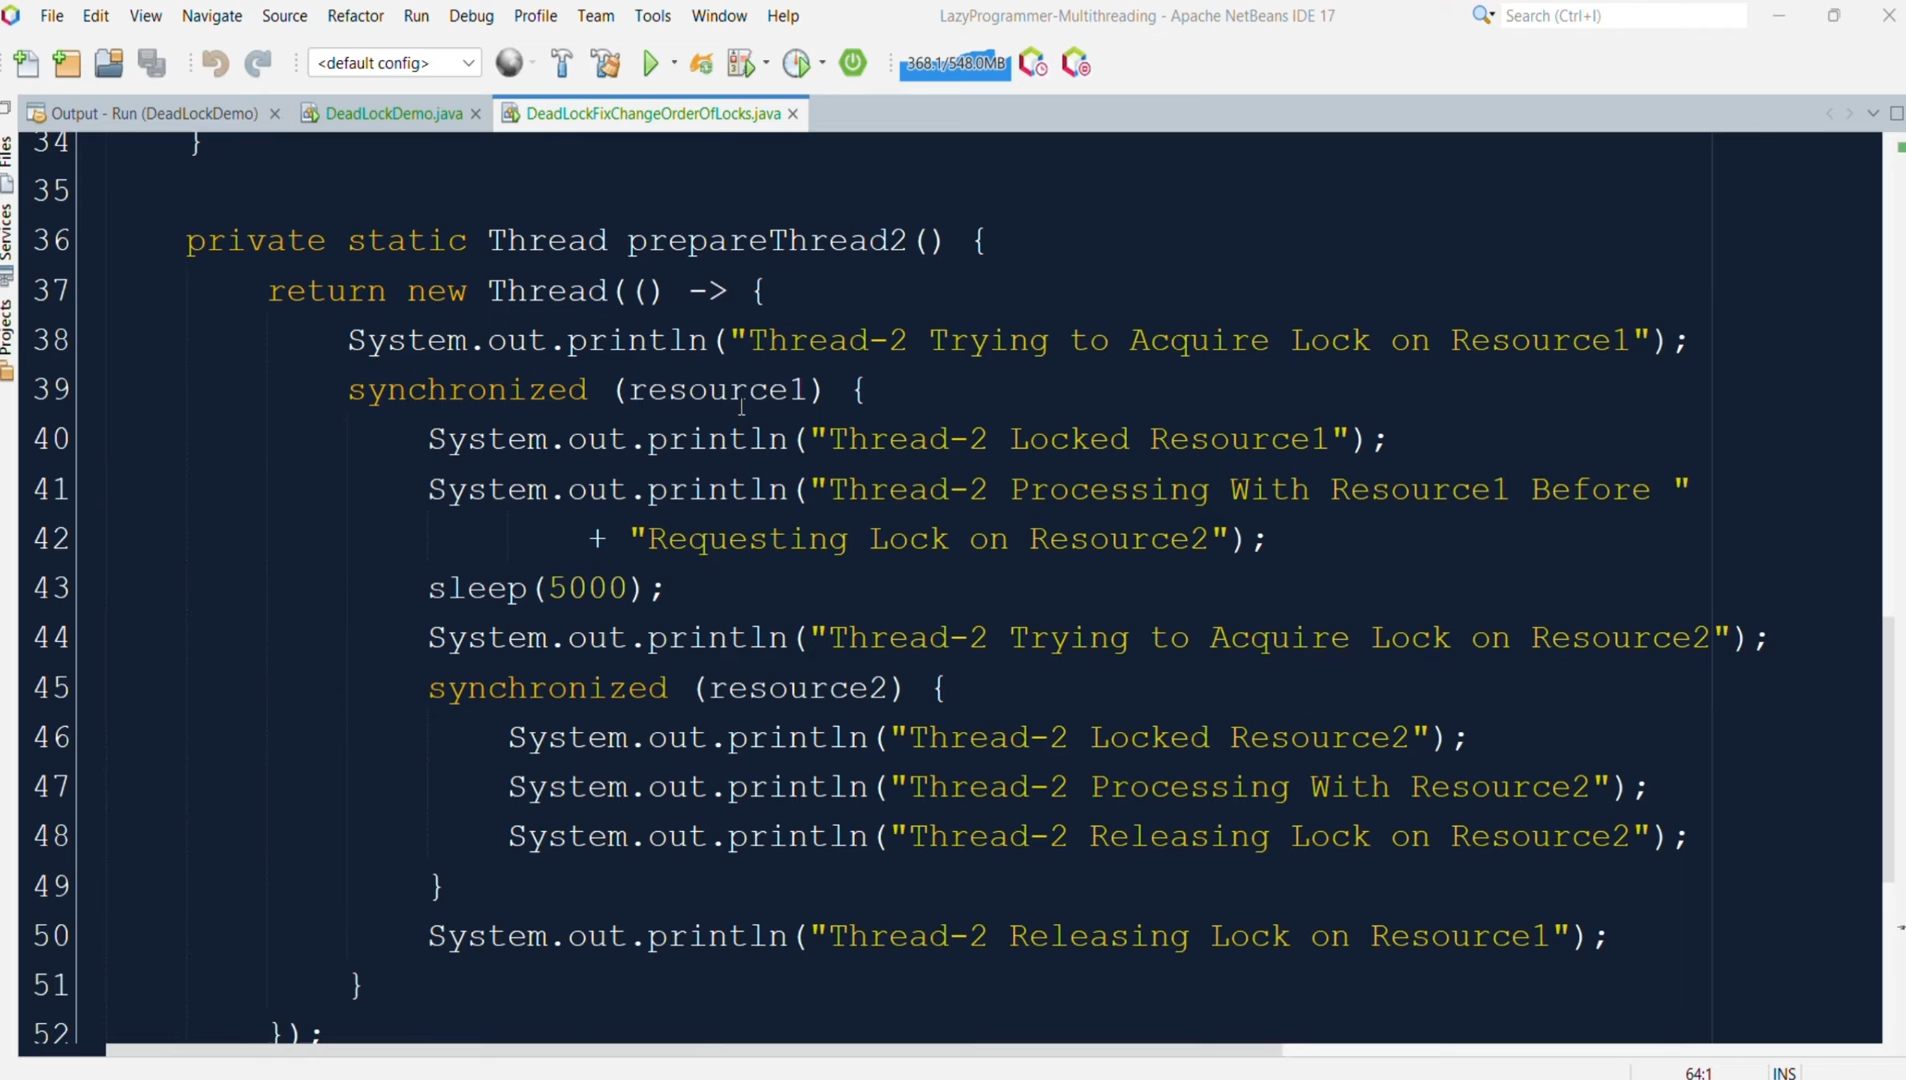 File Edit View Navigate Source Refactor Run Debug Profile Team Tools Window Help
LazyProgrammer-Multithreading - Apache NetBeans IDE 17
Search (Ctrl+I)
<default config>
368.1/548.0MB
Output - Run (DeadLockDemo)
DeadLockDemo.java
DeadLockFixChangeOrderOfLocks.java
Files
Services
Projects
34 }
35
36 private static Thread prepareThread2() {
37 return new Thread(() -> {
38 System.out.println("Thread-2 Trying to Acquire Lock on Resource1");
39 synchronized (resource1) {
40 System.out.println("Thread-2 Locked Resource1");
41 System.out.println("Thread-2 Processing With Resource1 Before "
42 + "Requesting Lock on Resource2");
43 sleep(5000);
44 System.out.println("Thread-2 Trying to Acquire Lock on Resource2");
45 synchronized (resource2) {
46 System.out.println("Thread-2 Locked Resource2");
47 System.out.println("Thread-2 Processing With Resource2");
48 System.out.println("Thread-2 Releasing Lock on Resource2");
49 }
50 System.out.println("Thread-2 Releasing Lock on Resource1");
51 }
52 });
64:1 INS